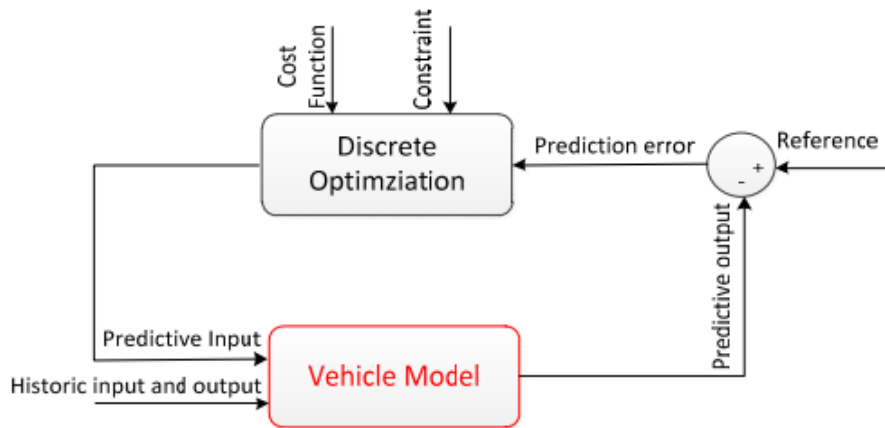 Cost
Function
Constraint
Discrete
Optimziation
Prediction error
Reference
+
-
Predictive output
Predictive Input
Historic input and output
Vehicle Model